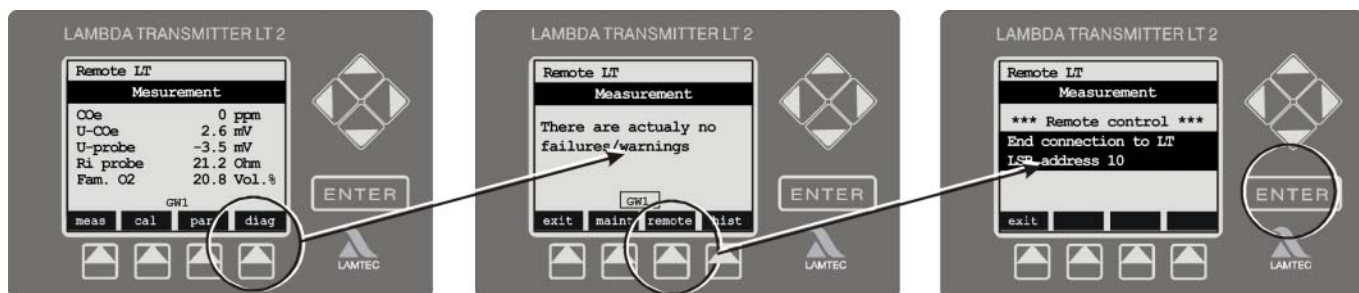 LAMBDA TRANSMITTER LT 2
Remote LT
Mesurement
COe 0 ppm
U-COe 2.6 mV
U-probe -3.5 mV
Ri probe 21.2 Ohm
Fam. O2 20.8 Vol.%
GW1
meas cal par diag
ENTER
LAMTEC
LAMBDA TRANSMITTER LT 2
Remote LT
Measurement
There are actualy no
failures/warnings
GW1
exit maint remote hist
ENTER
LAMTEC
LAMBDA TRANSMITTER LT 2
Remote LT
Measurement
*** Remote control ***
End connection to LT
LSB address 10
exit
ENTER
LAMTEC